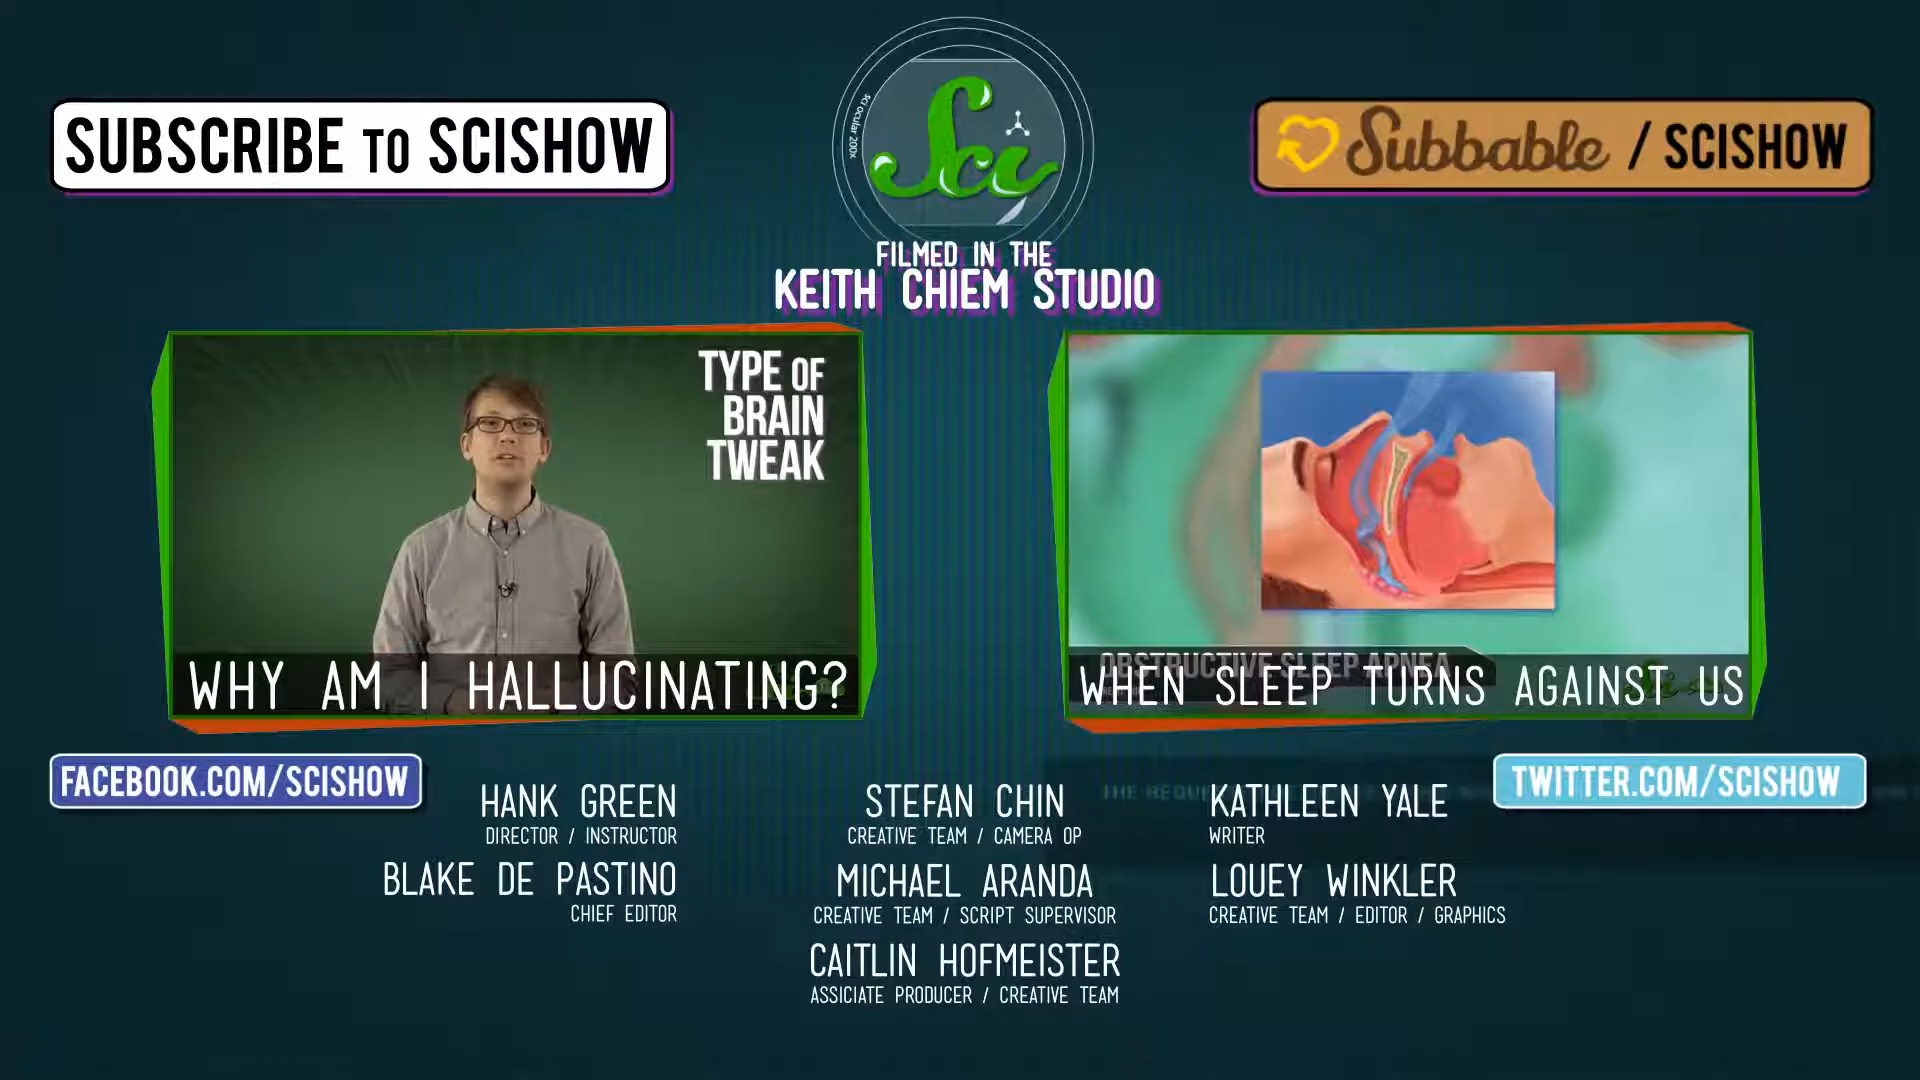 SUBSCRIBE TO SCISHOW
Sci
sci ocular 200x
Subbable / SCISHOW
FILMED IN THE
KEITH CHIEM STUDIO
TYPE OF
BRAIN
TWEAK
WHY AM I HALLUCINATING?
OBSTRUCTIVE SLEEP APNEA
WHEN SLEEP TURNS AGAINST US
FACEBOOK.COM/SCISHOW
TWITTER.COM/SCISHOW
HANK GREEN
DIRECTOR / INSTRUCTOR
BLAKE DE PASTINO
CHIEF EDITOR
STEFAN CHIN
CREATIVE TEAM / CAMERA OP
MICHAEL ARANDA
CREATIVE TEAM / SCRIPT SUPERVISOR
CAITLIN HOFMEISTER
ASSICIATE PRODUCER / CREATIVE TEAM
KATHLEEN YALE
WRITER
LOUEY WINKLER
CREATIVE TEAM / EDITOR / GRAPHICS